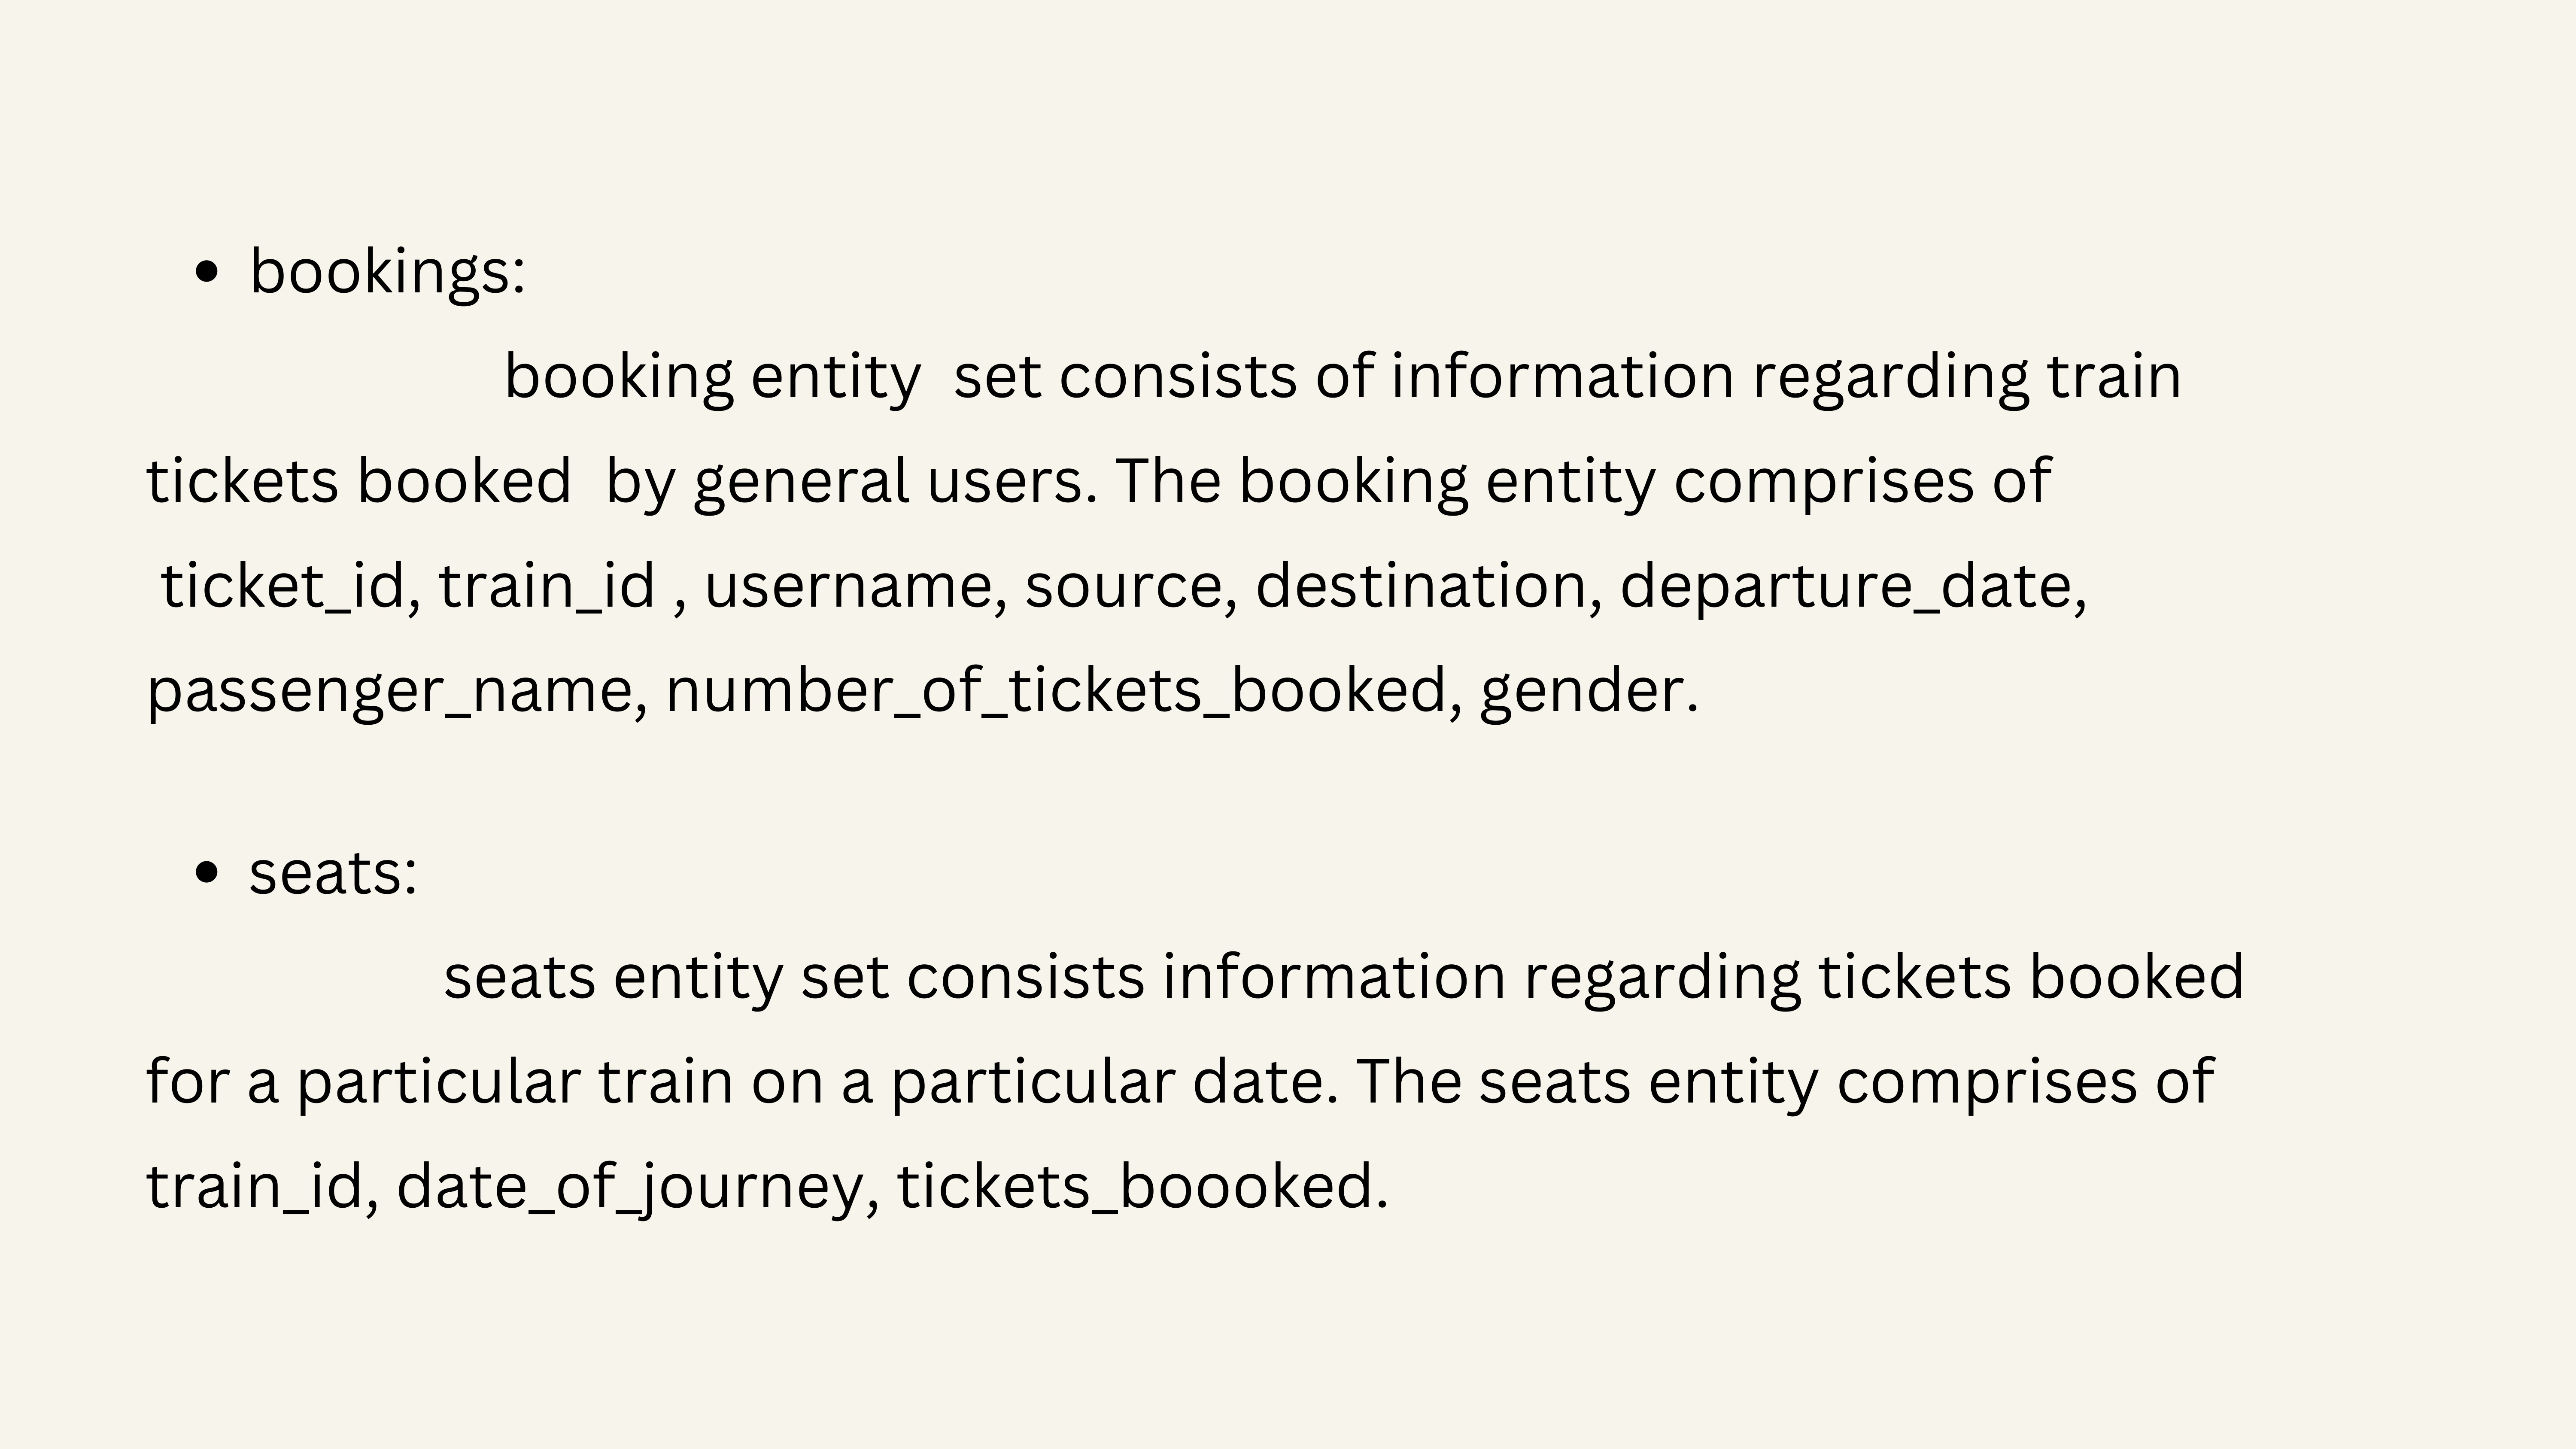 • bookings:
booking entity  set consists of information regarding train
tickets booked  by general users. The booking entity comprises of
ticket_id, train_id , username, source, destination, departure_date,
passenger_name, number_of_tickets_booked, gender.
• seats:
seats entity set consists information regarding tickets booked
for a particular train on a particular date. The seats entity comprises of
train_id, date_of_journey, tickets_boooked.